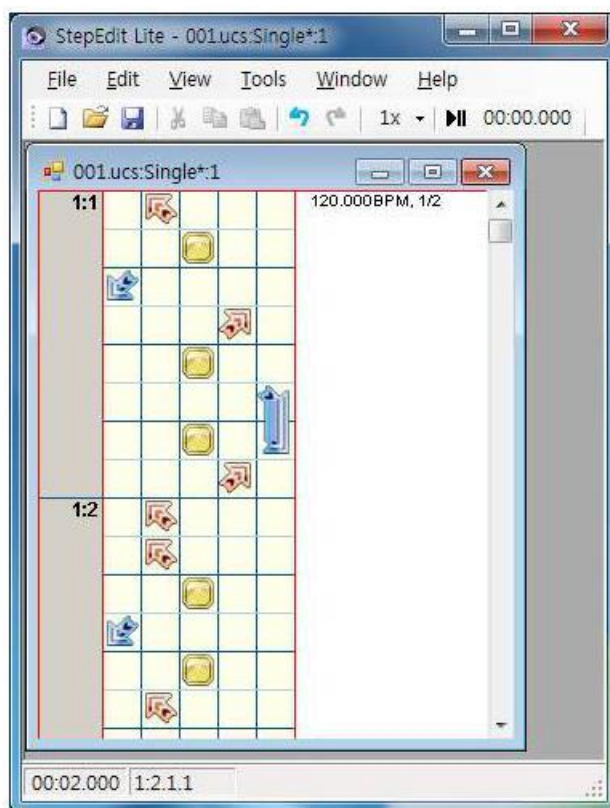 StepEdit Lite - 001.ucs:Single*:1
File Edit View Tools Window Help
1x 00:00.000
001.ucs:Single*:1
1:1 120.000BPM, 1/2
1:2
00:02.000 1:2.1.1